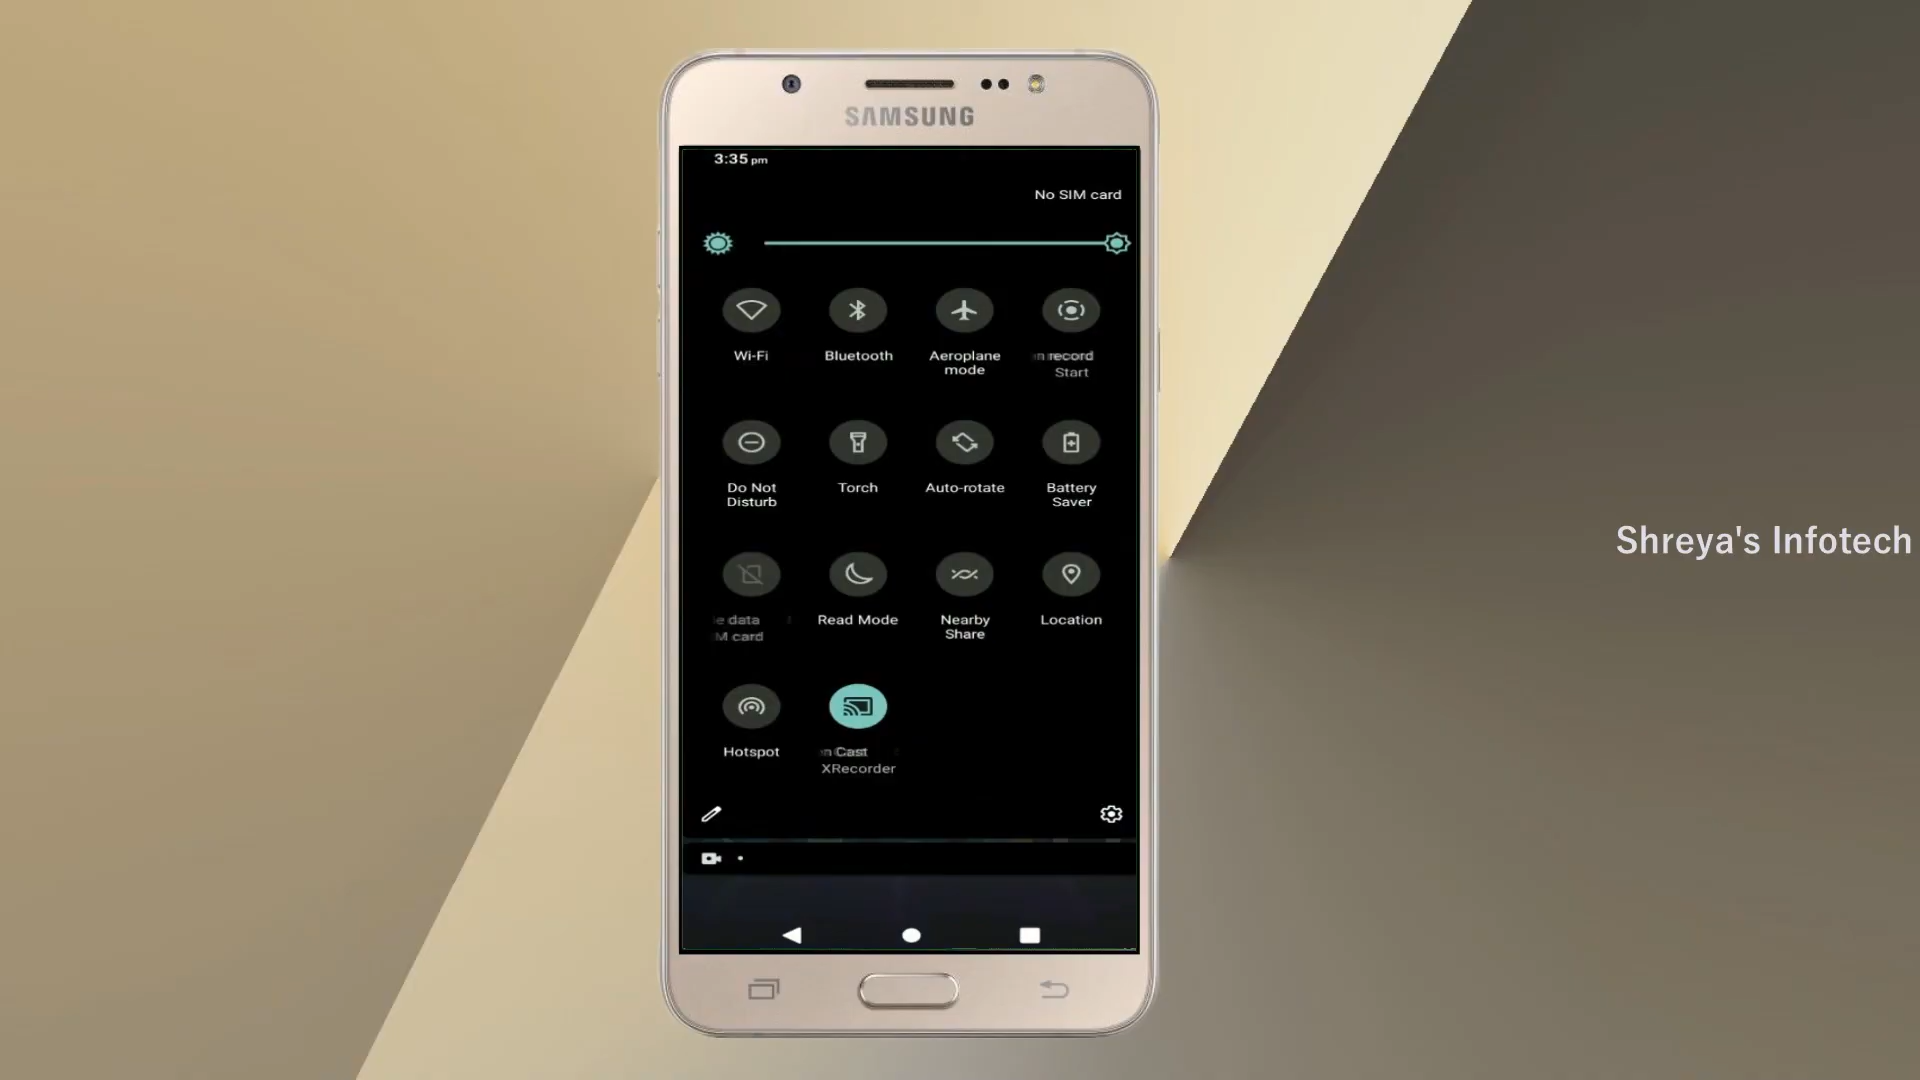 SAMSUNG
3:35 pm
No SIM card
Wi-Fi
Bluetooth
Aeroplane
mode
n record
Start
Do Not
Disturb
Torch
Auto-rotate
Battery
Saver
e data
M card
Read Mode
Nearby
Share
Location
Hotspot
n Cast
XRecorder
Shreya's Infotech